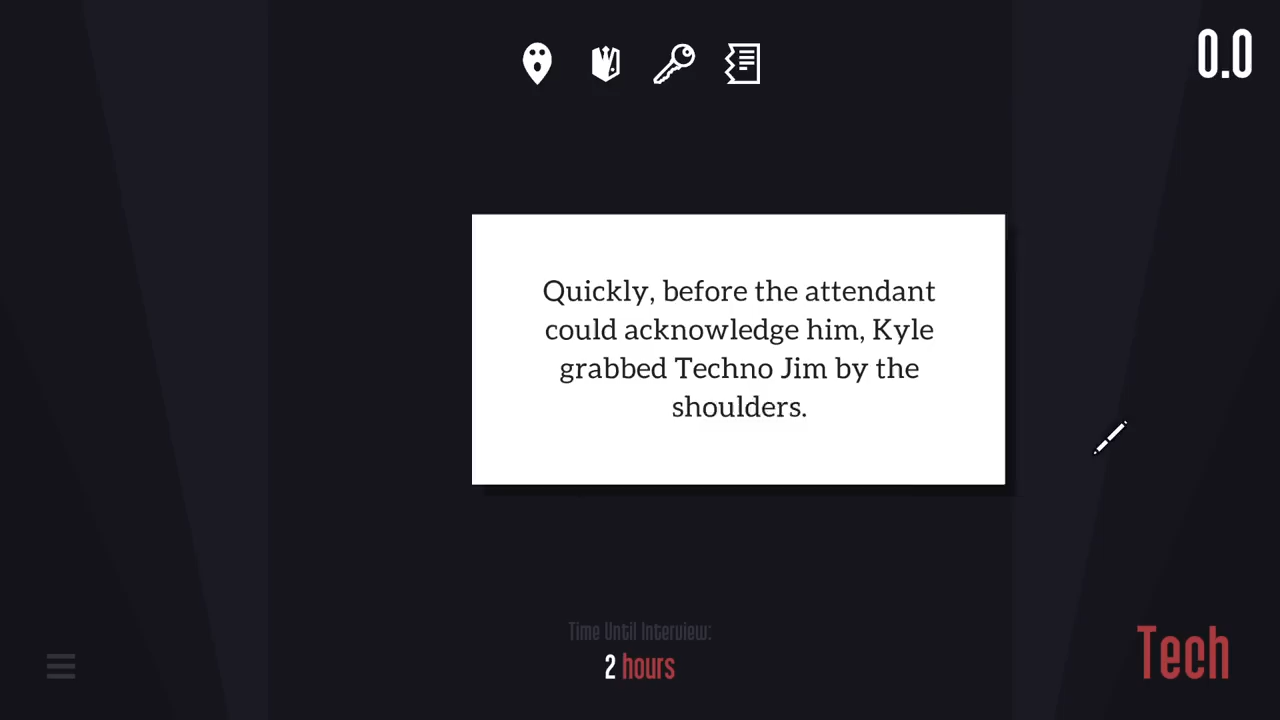 0.0
Quickly, before the attendant
could acknowledge him, Kyle
grabbed Techno Jim by the
shoulders.
Time Until Interview:
2 hours
Tech